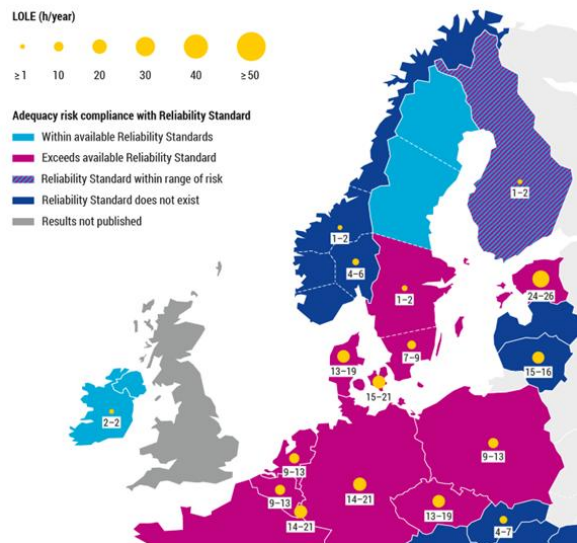 LOLE (h/year)
≥ 1 10 20 30 40 ≥ 50
Adequacy risk compliance with Reliability Standard
Within available Reliability Standards
Exceeds available Reliability Standard
Reliability Standard within range of risk
Reliability Standard does not exist
Results not published
1–2
1–2
4–6
1–2
24–26
7–9
13–19
15–16
15–21
2–2
9–13
9–13
9–13
14–21
14–21
13–19
4–7